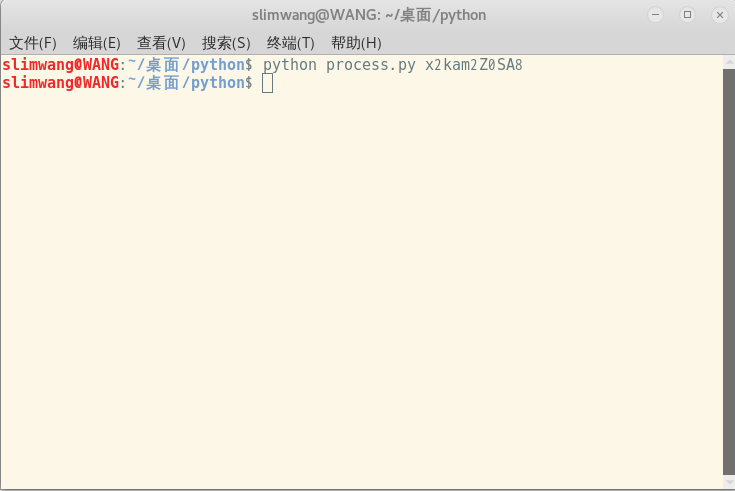 slimwang@WANG: ~/桌面/python
文件(F) 编辑(E) 查看(V) 搜索(S) 终端(T) 帮助(H)
slimwang@WANG:~/桌面/python$ python process.py x2kam2Z0SA8
slimwang@WANG:~/桌面/python$